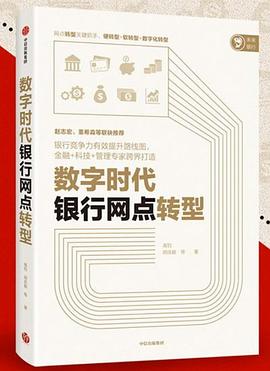 网点转型关键抓手，硬转型+软转型+数字化转型
未来
银行
赵志宏、董希淼等联袂推荐
银行竞争力有效提升路线图，
金融+科技+管理专家跨界打造
数字时代
银行网点转型
中信出版集团
数字时代
银行网点转型